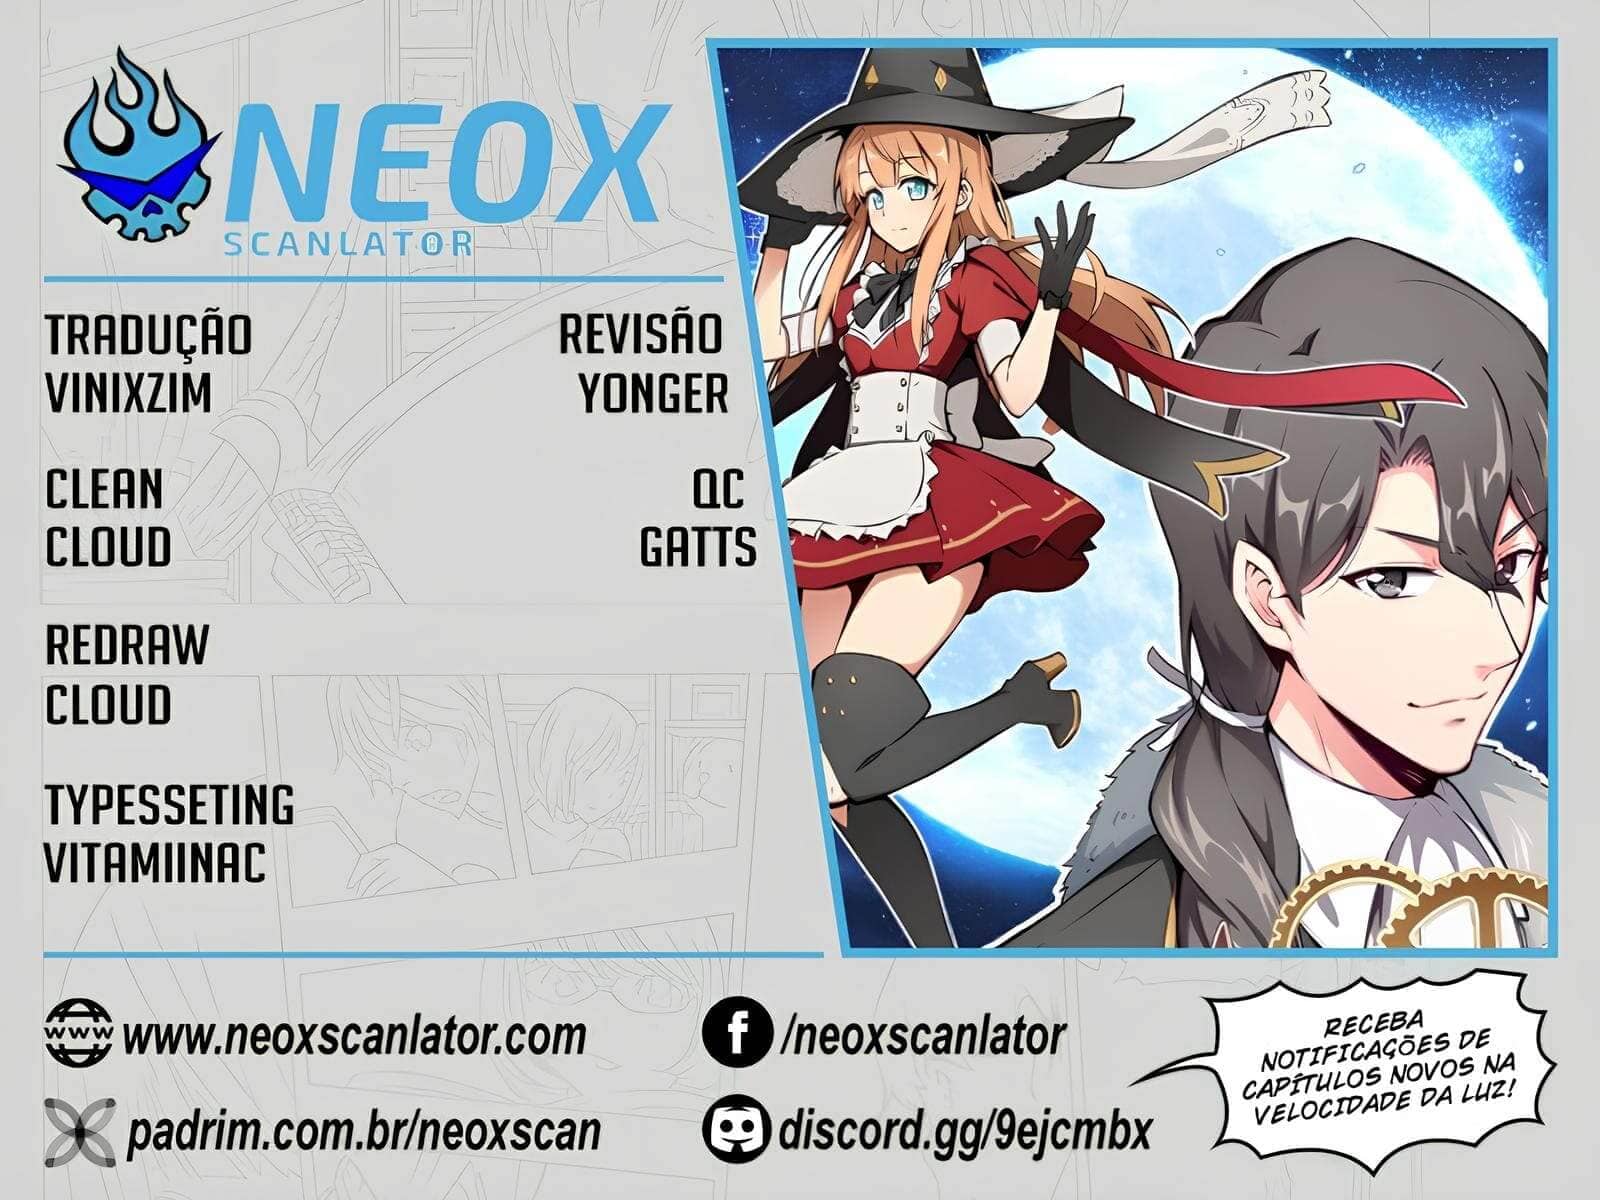 NEOX
SCANLATOR
TRADUÇÃO
VINIXZIM
REVISÃO
YONGER
CLEAN
CLOUD
QC
GATTS
REDRAW
CLOUD
TYPESSETING
VITAMIINAC
www www.neoxscanlator.com
/neoxscanlator
padrim.com.br/neoxscan
discord.gg/9ejcmbx
RECEBA
NOTIFICAÇÕES DE
CAPÍTULOS NOVOS NA
VELOCIDADE DA LUZ!